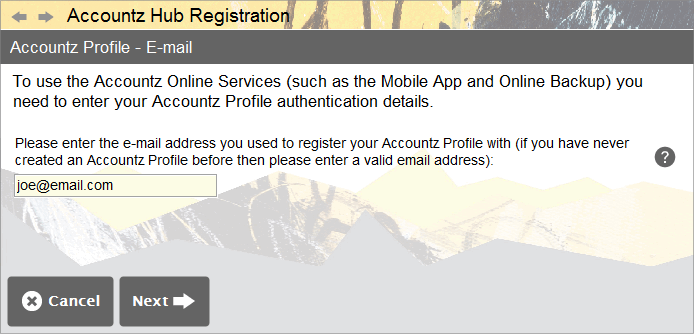 Accountz Hub Registration
Accountz Profile - E-mail
To use the Accountz Online Services (such as the Mobile App and Online Backup) you
need to enter your Accountz Profile authentication details.
Please enter the e-mail address you used to register your Accountz Profile with (if you have never
created an Accountz Profile before then please enter a valid email address):
?
joe@email.com
Cancel Next